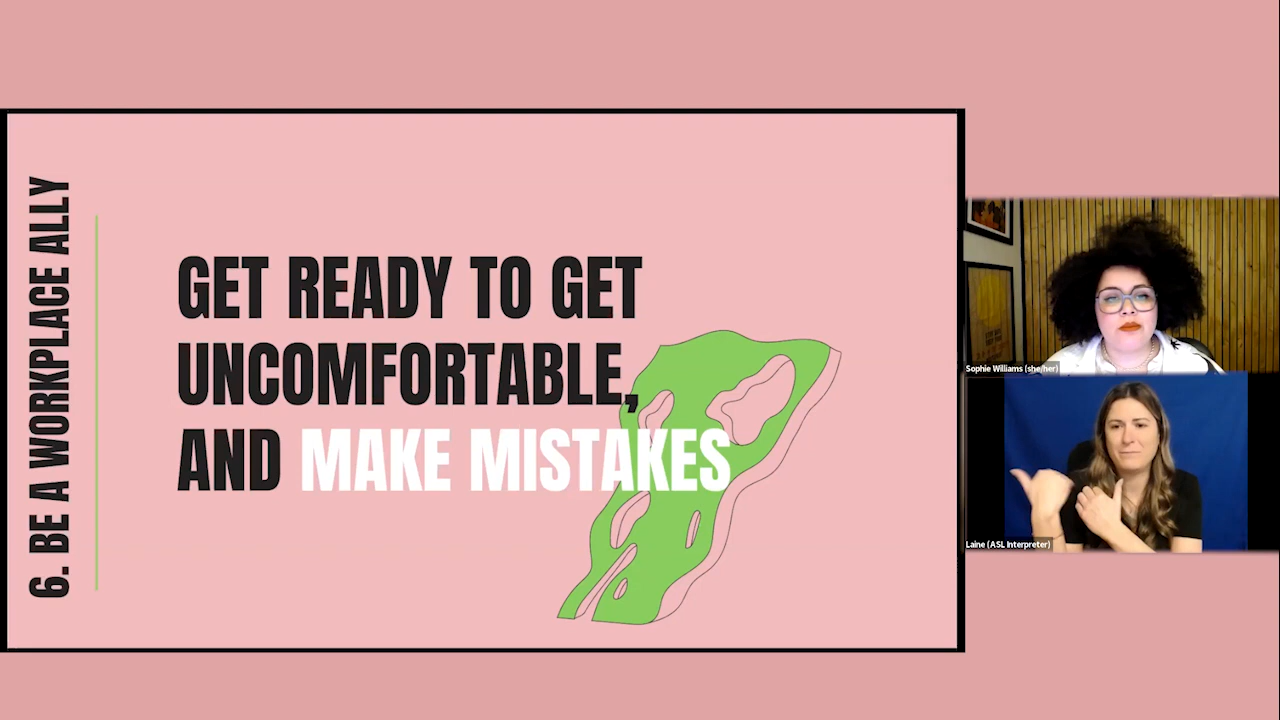 6. BE A WORKPLACE ALLY
GET READY TO GET
UNCOMFORTABLE,
AND MAKE MISTAKES
Sophie Williams (she/her)
Laine (ASL Interpreter)